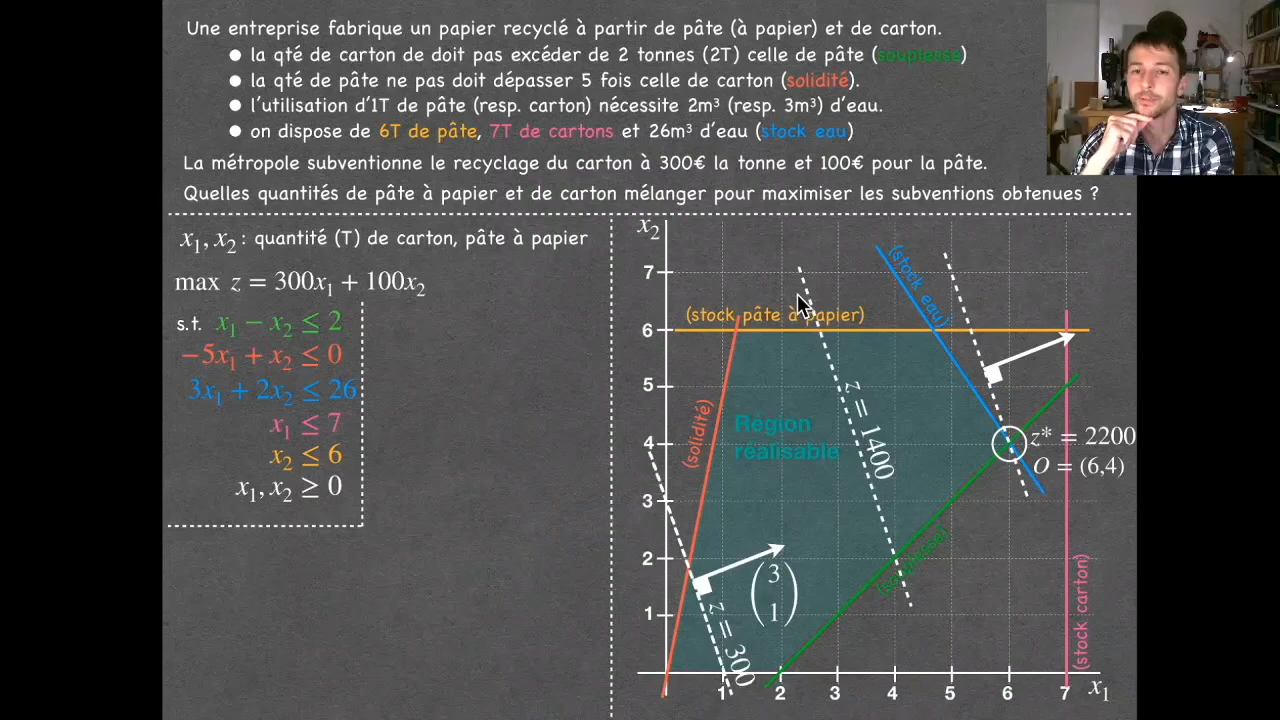 Une entreprise fabrique un papier recyclé à partir de pâte (à papier) et de carton.
● la qté de carton de doit pas excéder de 2 tonnes (2T) celle de pâte (souplesse)
● la qté de pâte ne pas doit dépasser 5 fois celle de carton (solidité).
● l'utilisation d'1T de pâte (resp. carton) nécessite 2m³ (resp. 3m³) d'eau.
● on dispose de 6T de pâte, 7T de cartons et 26m³ d'eau (stock eau)
La métropole subventionne le recyclage du carton à 300€ la tonne et 100€ pour la pâte.
Quelles quantités de pâte à papier et de carton mélanger pour maximiser les subventions obtenues ?
x₁, x₂ : quantité (T) de carton, pâte à papier
max z = 300x₁ + 100x₂
s.t. x₁ − x₂ ≤ 2
−5x₁ + x₂ ≤ 0
3x₁ + 2x₂ ≤ 26
x₁ ≤ 7
x₂ ≤ 6
x₁, x₂ ≥ 0
x₂
7
6
5
4
3
2
1
(stock pâte à papier)
(stock eau)
(solidité)
Région
réalisable
z = 1400
z* = 2200
O = (6,4)
(souplesse)
(stock carton)
(3
1)
z = 300
1 2 3 4 5 6 7 x₁